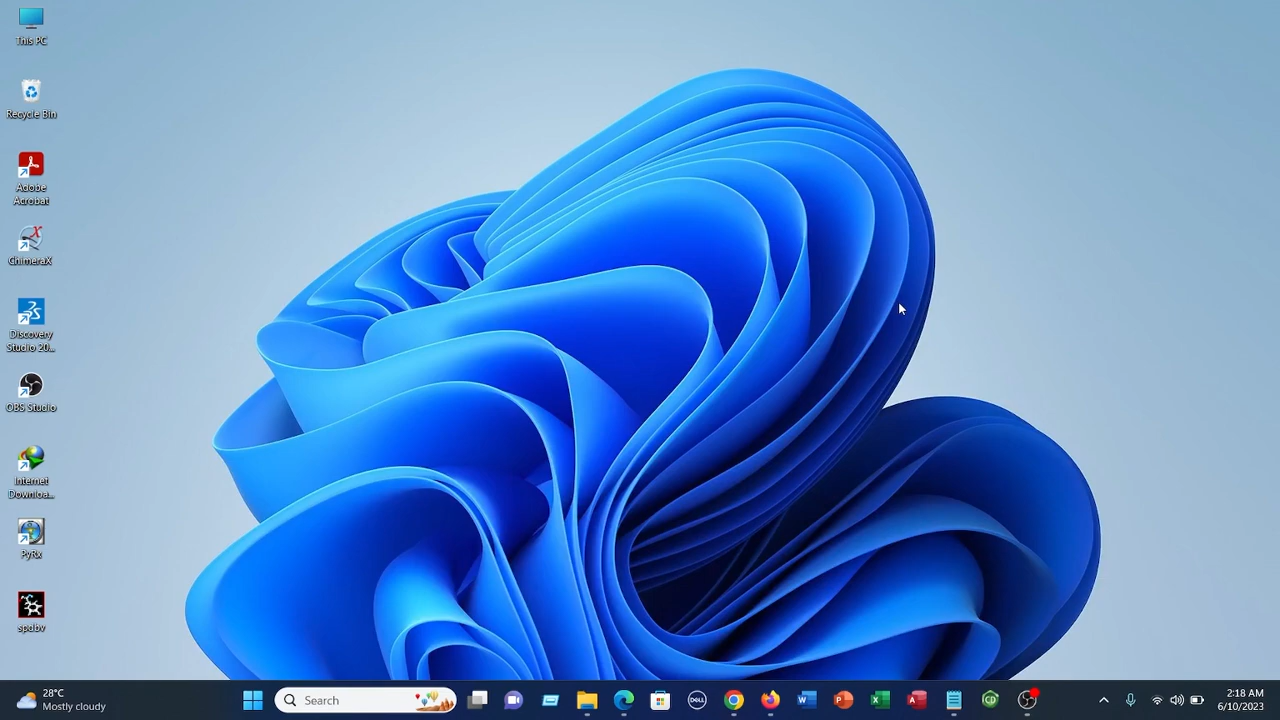 This PC
Recycle Bin
Adobe
Acrobat
ChimeraX
Discovery
Studio 20...
OBS Studio
Internet
Downloa...
PyRx
spdbv
28°C
Mostly cloudy
Search
DELL
2:18 AM
6/10/2023